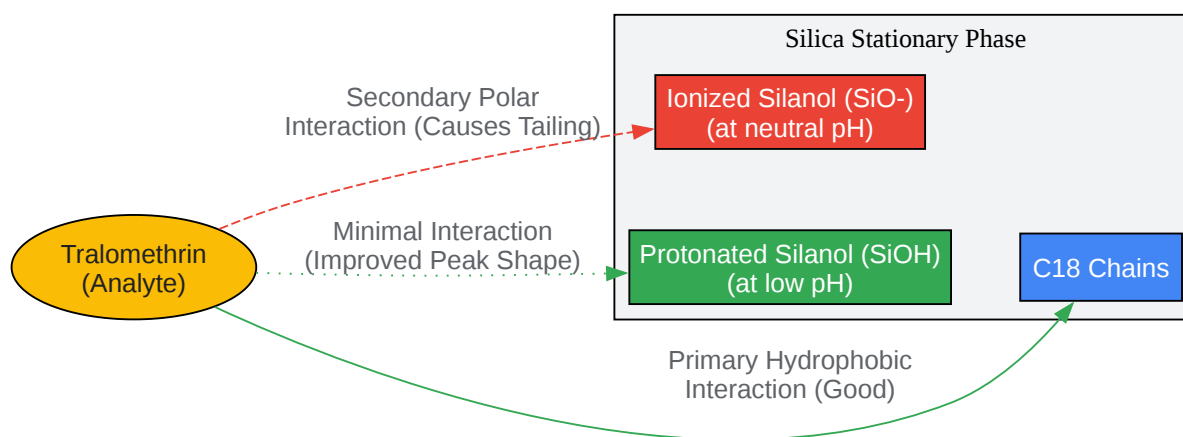 Silica Stationary Phase
Secondary Polar
Interaction (Causes Tailing)
Ionized Silanol (SiO-)
(at neutral pH)
Tralomethrin
(Analyte)
Minimal Interaction
(Improved Peak Shape)
Protonated Silanol (SiOH)
(at low pH)
C18 Chains
Primary Hydrophobic
Interaction (Good)